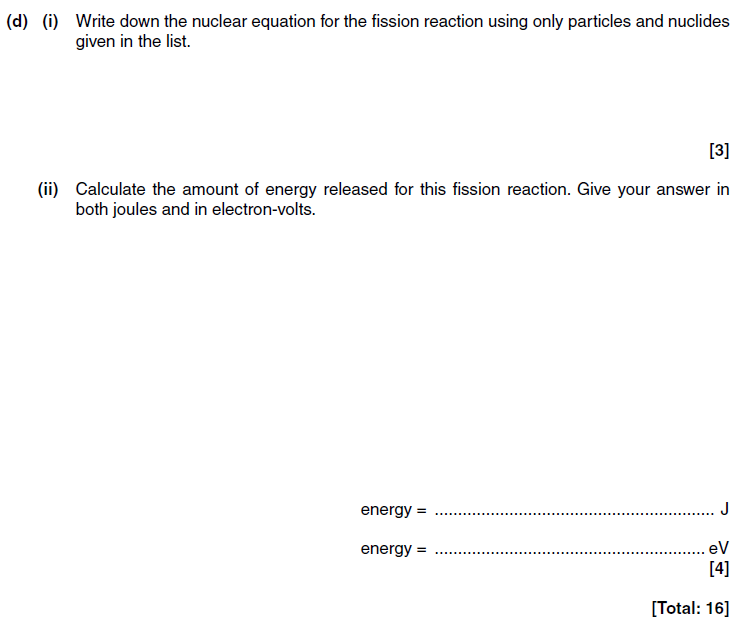 (d) (i) Write down the nuclear equation for the fission reaction using only particles and nuclides
given in the list.
[3]
(ii) Calculate the amount of energy released for this fission reaction. Give your answer in
both joules and in electron-volts.
energy = ............................................................. J
energy = ........................................................... eV
[4]
[Total: 16]